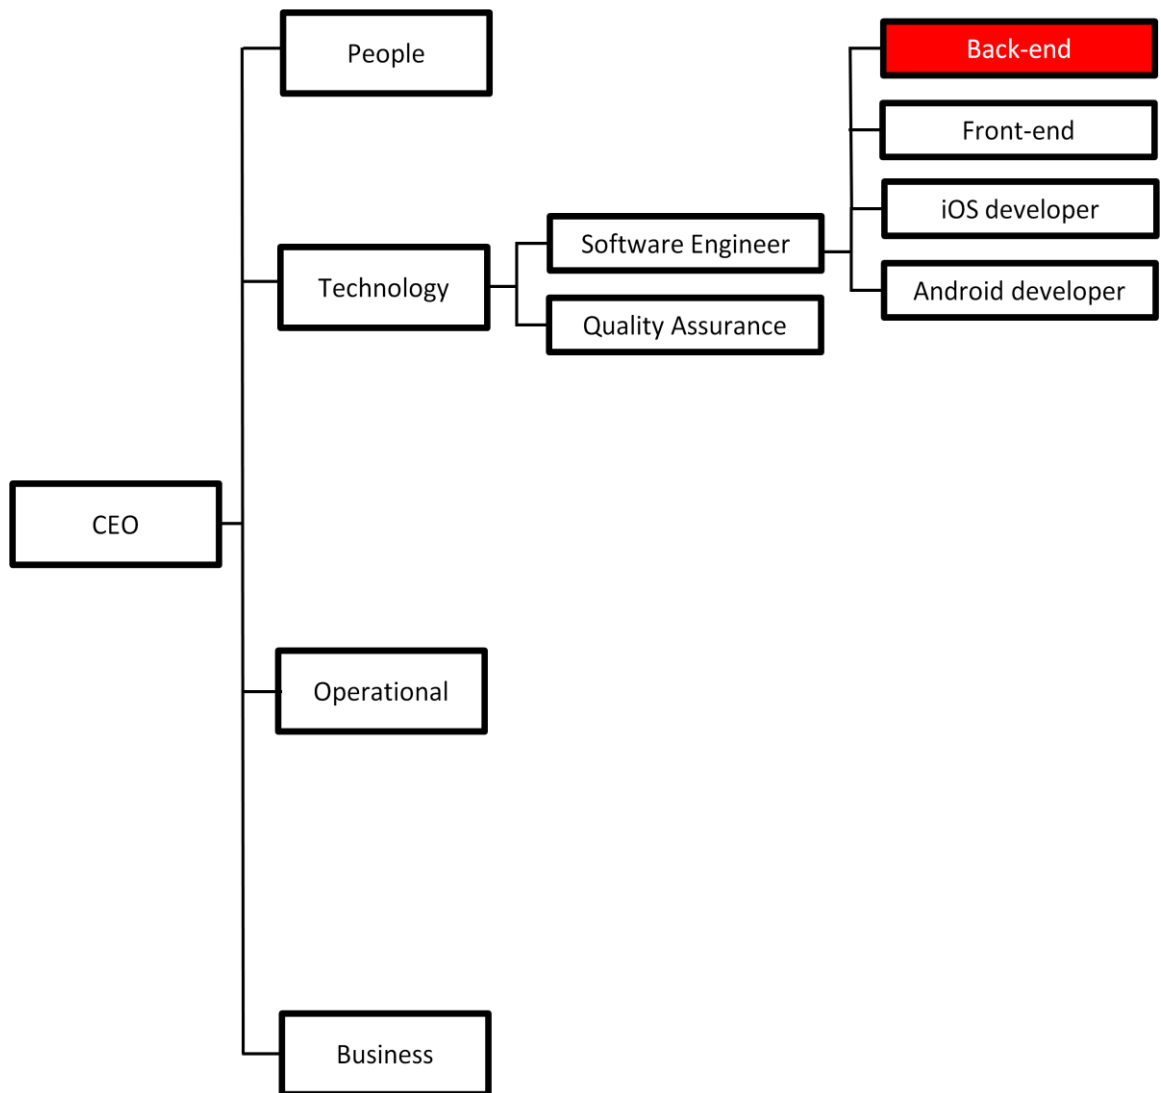 People
Back-end
Front-end
iOS developer
Software Engineer
Technology
Android developer
Quality Assurance
CEO
Operational
Business